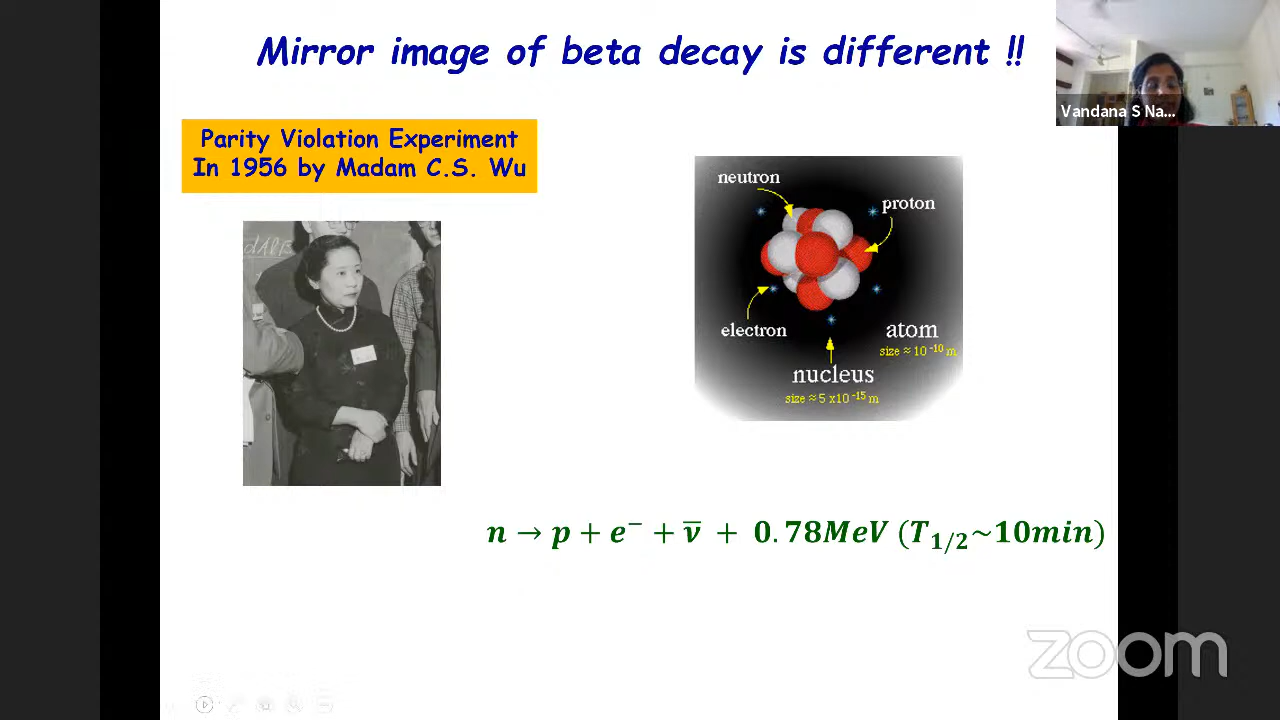 Mirror image of beta decay is different !!
Vandana S Na...
Parity Violation Experiment
In 1956 by Madam C.S. Wu
neutron
proton
electron
atom
size ≈ 10⁻¹⁰ m
nucleus
size ≈ 5 x10⁻¹⁵ m
n → p + e⁻ + ν̅ + 0.78MeV (T₁/₂~10min)
zoom